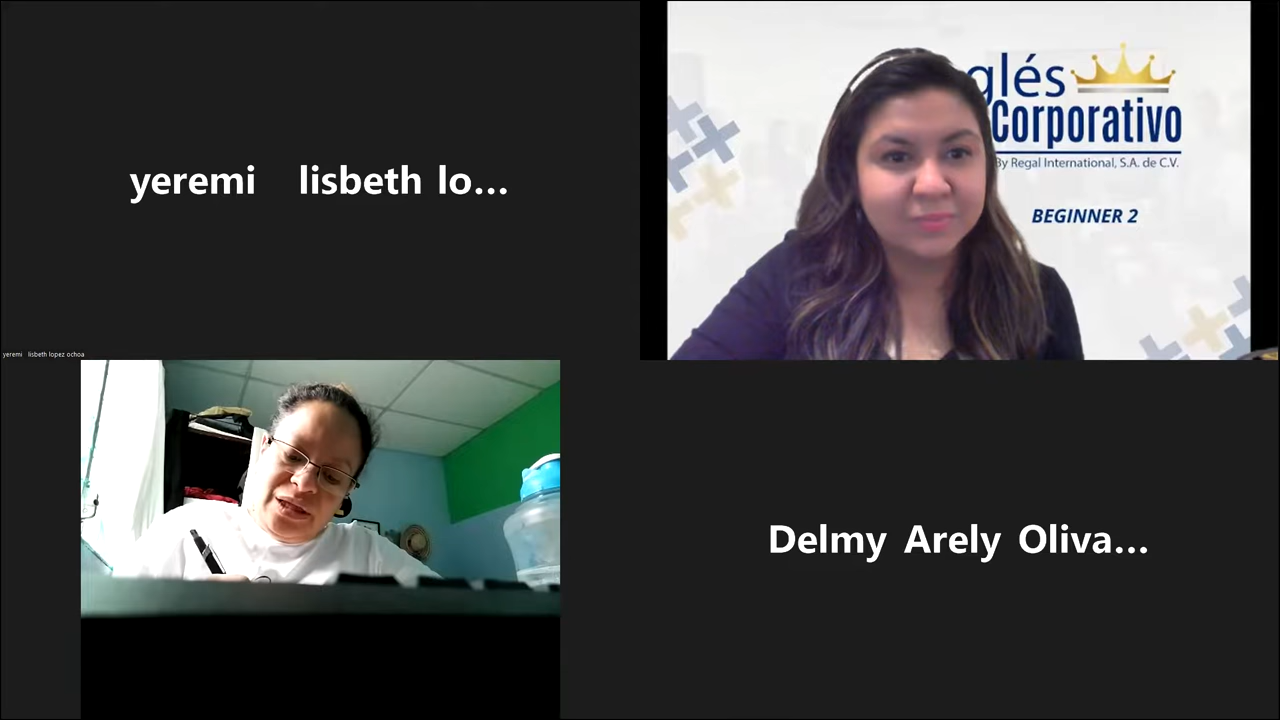 yeremi lisbeth lo...
glés
Corporativo
By Regal International, S.A. de C.V.
BEGINNER 2
yeremi lisbeth lopez ochoa
Delmy Arely Oliva...